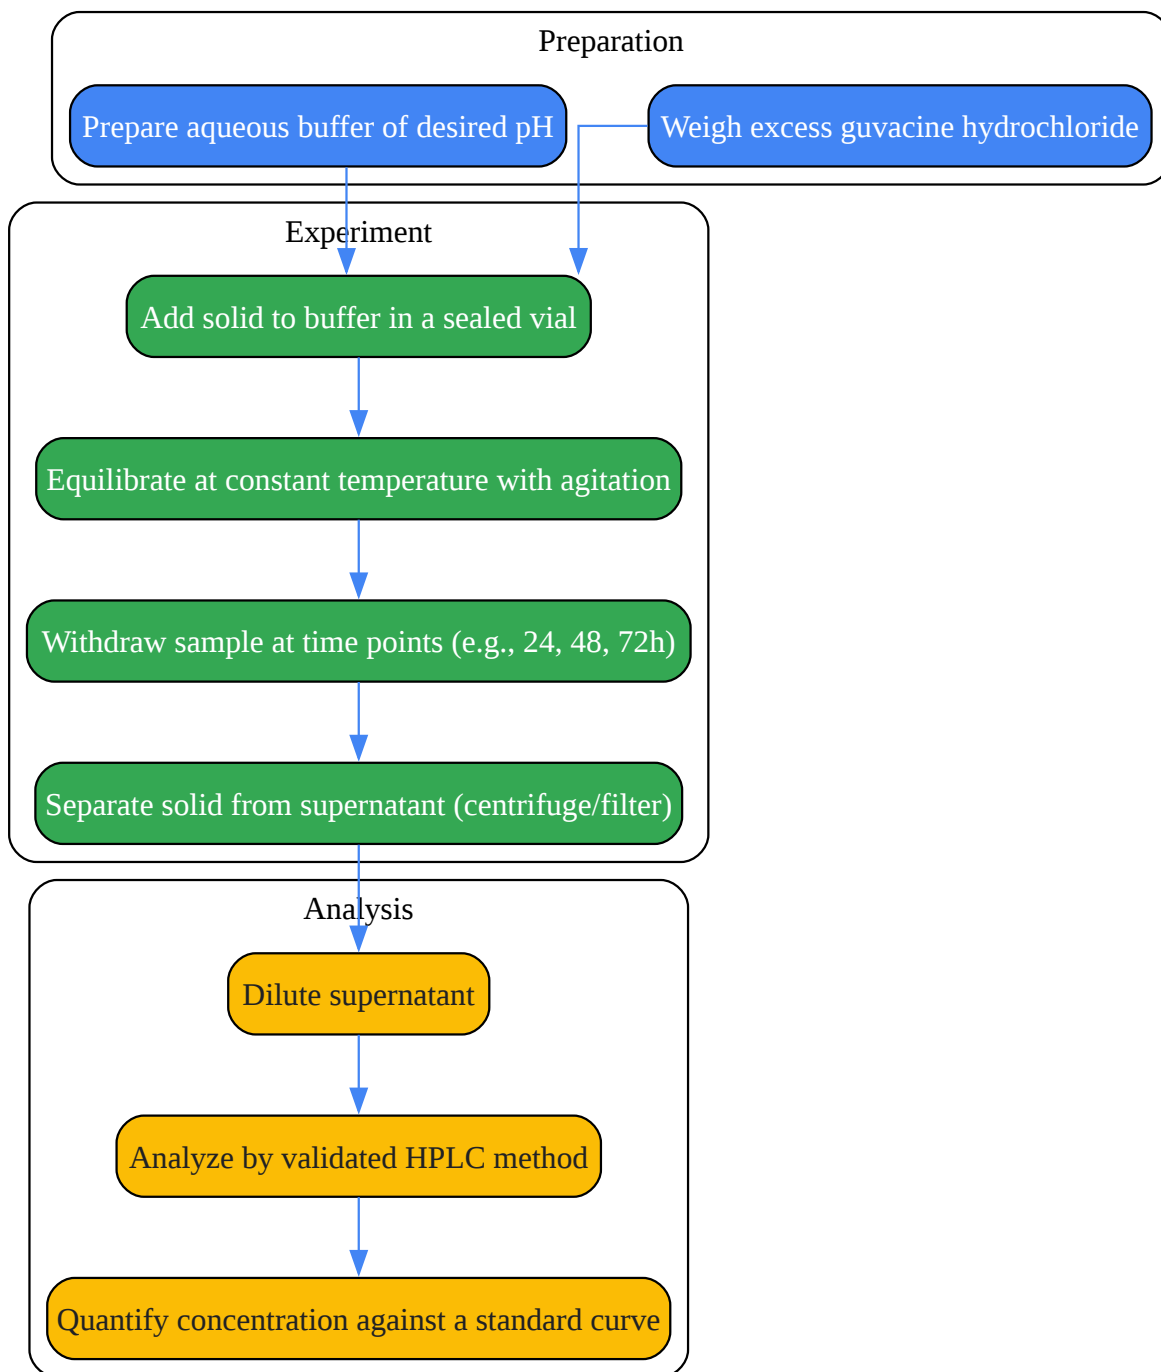 Preparation
Prepare aqueous buffer of desired pH
Weigh excess guvacine hydrochloride
Experiment
Add solid to buffer in a sealed vial
Equilibrate at constant temperature with agitation
Withdraw sample at time points (e.g., 24, 48, 72h)
Separate solid from supernatant (centrifuge/filter)
Analysis
Dilute supernatant
Analyze by validated HPLC method
Quantify concentration against a standard curve